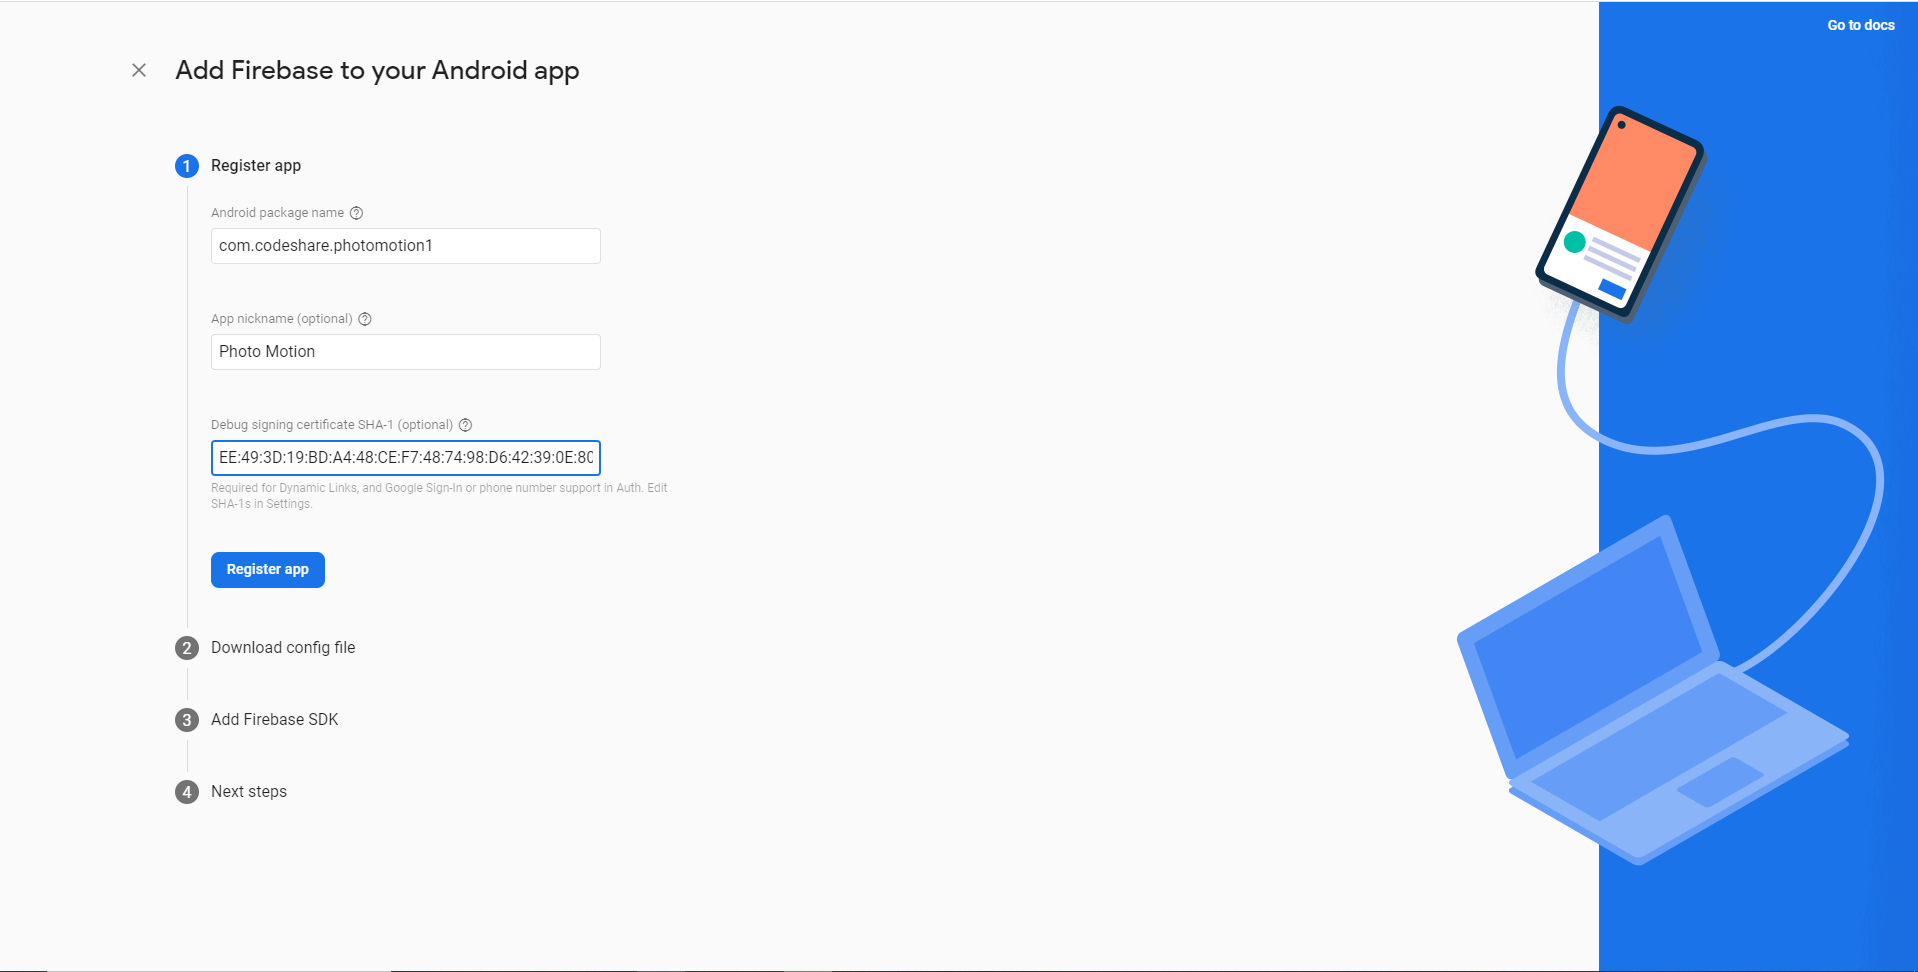 Go to docs
Add Firebase to your Android app
1 Register app
Android package name ?
com.codeshare.photomotion1
App nickname (optional) ?
Photo Motion
Debug signing certificate SHA-1 (optional) ?
EE:49:3D:19:BD:A4:48:CE:F7:48:74:98:D6:42:39:0E:80
Required for Dynamic Links, and Google Sign-In or phone number support in Auth. Edit
SHA-1s in Settings.
Register app
2 Download config file
3 Add Firebase SDK
4 Next steps